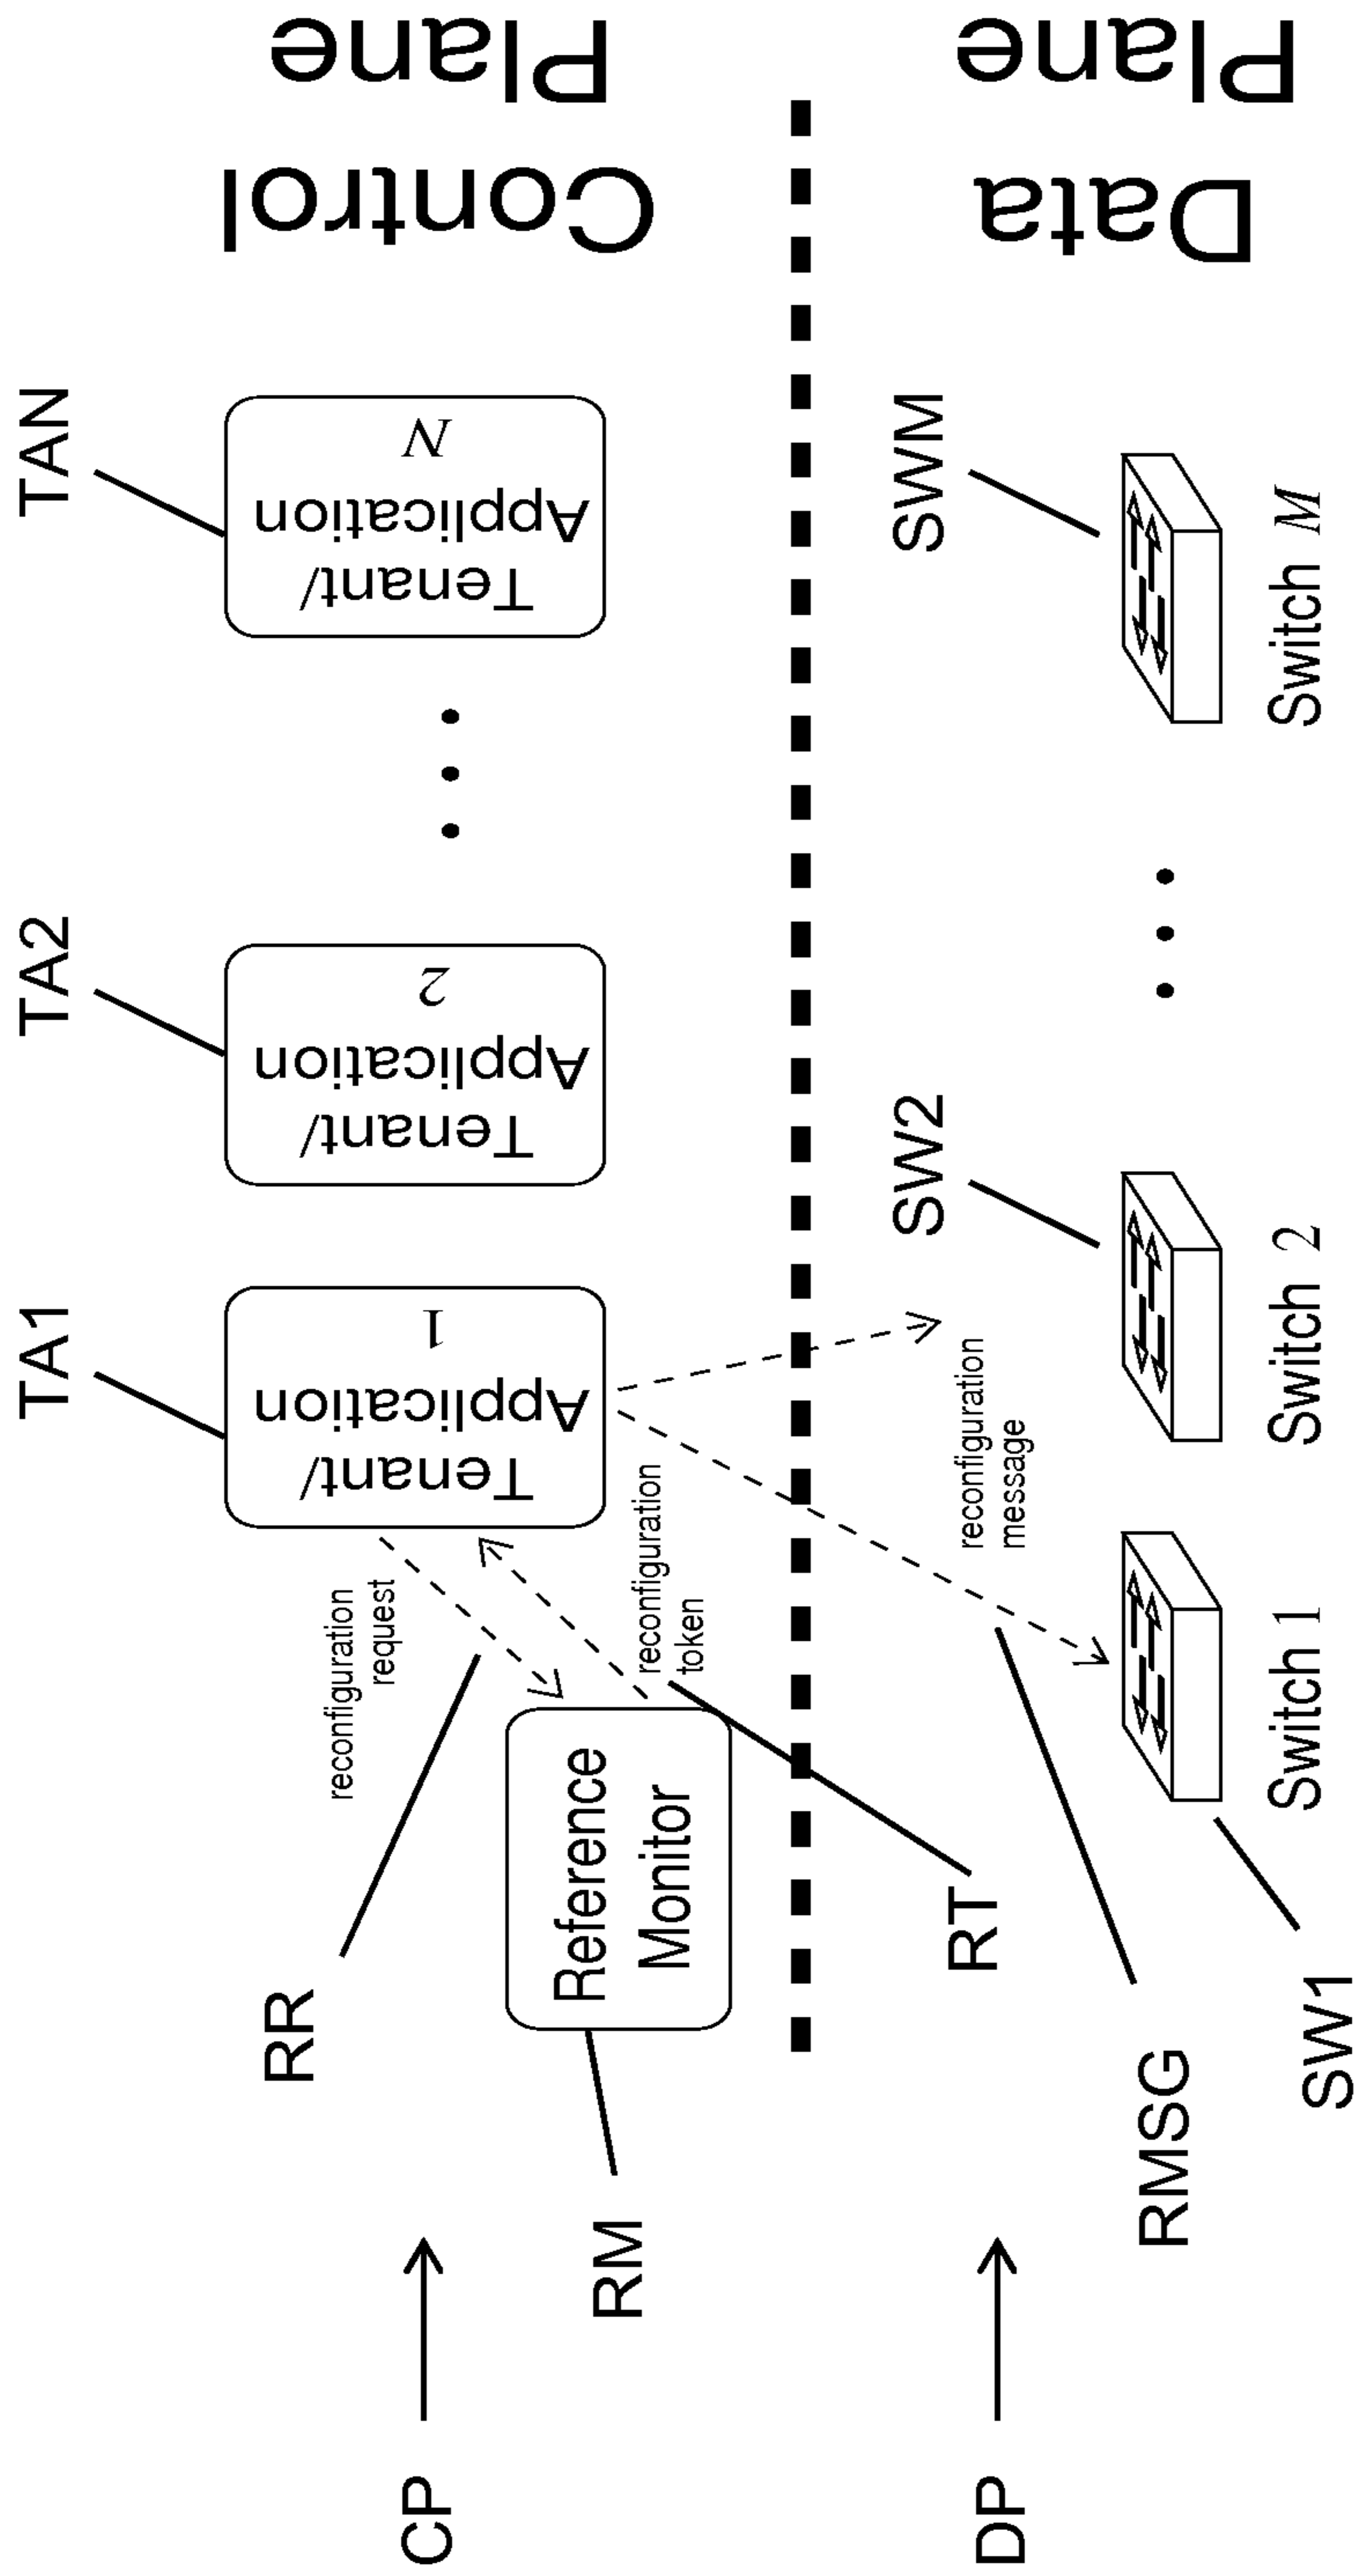 TA1
TA2
TAN
Tenant/
Application
1
Tenant/
Application
2
Tenant/
Application
N
Control
Plane
RR
reconfiguration
request
CP
Reference
Monitor
RM
reconfiguration
token
SW2
SWM
RT
reconfiguration
message
DP
Data
Plane
RMSG
Switch 1
Switch 2
Switch M
SW1